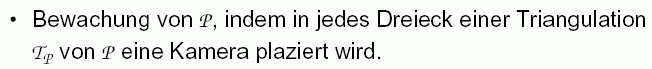 • Bewachung von 𝒫, indem in jedes Dreieck einer Triangulation
𝒯𝒫 von 𝒫 eine Kamera plaziert wird.